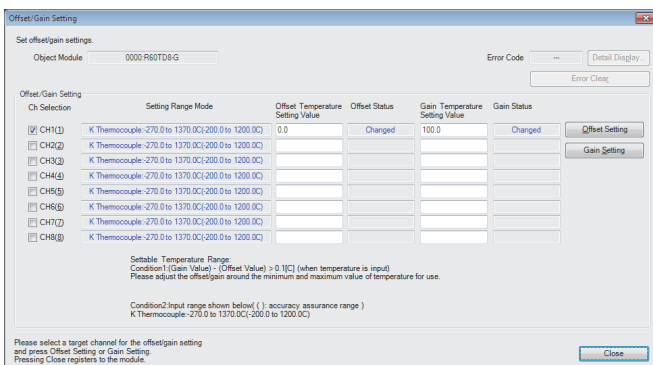 Offset/Gain Setting
Set offset/gain settings.
Object Module 0000:R60TD8-G Error Code --- Detail Display...
Error Clear
Offset/Gain Setting
Ch Selection Setting Range Mode Offset Temperature Setting Value Offset Status Gain Temperature Setting Value Gain Status
CH1(1) K Thermocouple:-270.0 to 1370.0C(-200.0 to 1200.0C) 0.0 Changed 100.0 Changed Offset Setting
CH2(2) K Thermocouple:-270.0 to 1370.0C(-200.0 to 1200.0C) Gain Setting
CH3(3) K Thermocouple:-270.0 to 1370.0C(-200.0 to 1200.0C)
CH4(4) K Thermocouple:-270.0 to 1370.0C(-200.0 to 1200.0C)
CH5(5) K Thermocouple:-270.0 to 1370.0C(-200.0 to 1200.0C)
CH6(6) K Thermocouple:-270.0 to 1370.0C(-200.0 to 1200.0C)
CH7(7) K Thermocouple:-270.0 to 1370.0C(-200.0 to 1200.0C)
CH8(8) K Thermocouple:-270.0 to 1370.0C(-200.0 to 1200.0C)
Settable Temperature Range:
Condition1:(Gain Value) - (Offset Value) > 0.1[C] (when temperature is input)
Please adjust the offset/gain around the minimum and maximum value of temperature for use.
Condition2:Input range shown below( ( ): accuracy assurance range )
K Thermocouple:-270.0 to 1370.0C(-200.0 to 1200.0C)
Please select a target channel for the offset/gain setting
and press Offset Setting or Gain Setting.
Pressing Close registers to the module.
Close